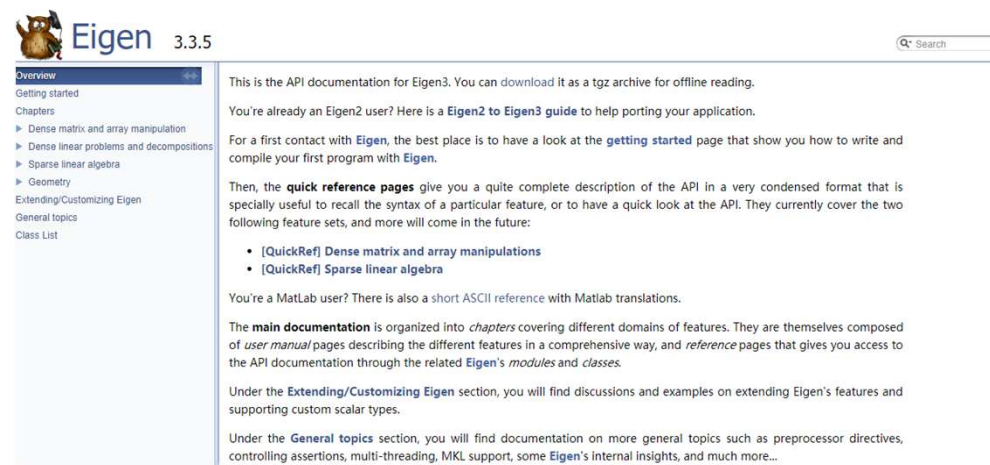 Eigen 3.3.5
Search
Overview
Getting started
Chapters
Dense matrix and array manipulation
Dense linear problems and decompositions
Sparse linear algebra
Geometry
Extending/Customizing Eigen
General topics
Class List
This is the API documentation for Eigen3. You can download it as a tgz archive for offline reading.
You're already an Eigen2 user? Here is a Eigen2 to Eigen3 guide to help porting your application.
For a first contact with Eigen, the best place is to have a look at the getting started page that show you how to write and
compile your first program with Eigen.
Then, the quick reference pages give you a quite complete description of the API in a very condensed format that is
specially useful to recall the syntax of a particular feature, or to have a quick look at the API. They currently cover the two
following feature sets, and more will come in the future:
• [QuickRef] Dense matrix and array manipulations
• [QuickRef] Sparse linear algebra
You're a MatLab user? There is also a short ASCII reference with Matlab translations.
The main documentation is organized into chapters covering different domains of features. They are themselves composed
of user manual pages describing the different features in a comprehensive way, and reference pages that gives you access to
the API documentation through the related Eigen's modules and classes.
Under the Extending/Customizing Eigen section, you will find discussions and examples on extending Eigen's features and
supporting custom scalar types.
Under the General topics section, you will find documentation on more general topics such as preprocessor directives,
controlling assertions, multi-threading, MKL support, some Eigen's internal insights, and much more...